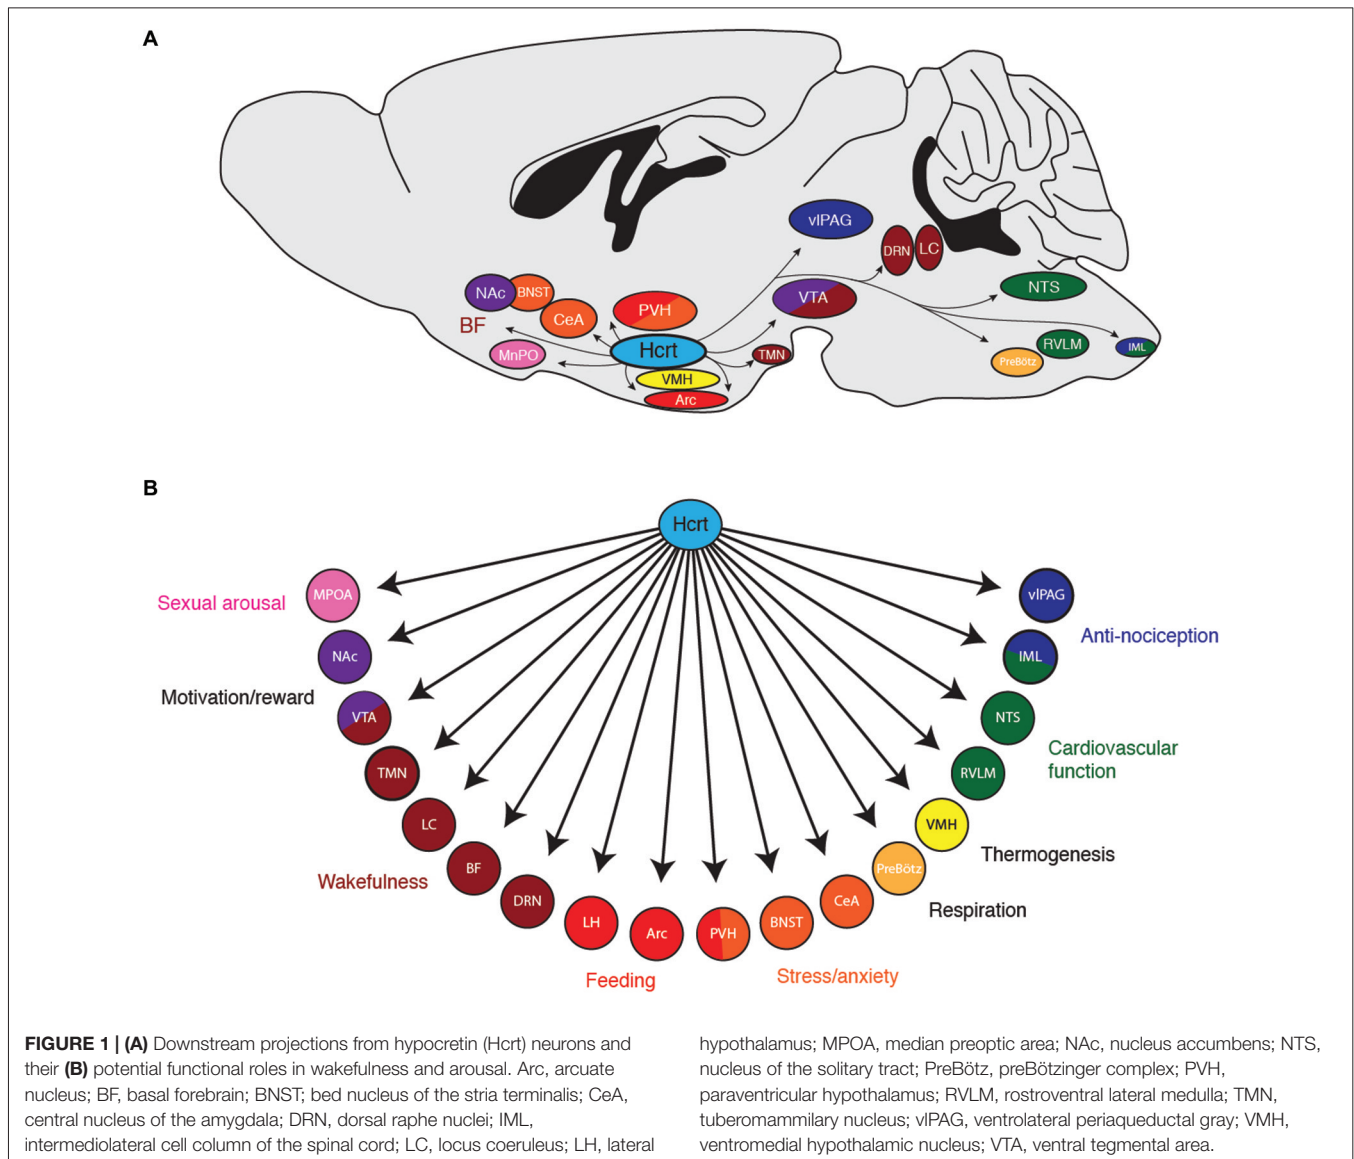 A
vlPAG
DRN
LC
NAc
BNST
CeA
PVH
VTA
NTS
BF
MnPO
Hcrt
TMN
RVLM
PreBötz
IML
VMH
Arc
B
Hcrt
MPOA
Sexual arousal
vlPAG
Anti-nociception
NAc
IML
Motivation/reward
VTA
NTS
Cardiovascular
function
TMN
RVLM
LC
VMH
Thermogenesis
Wakefulness
BF
PreBötz
Respiration
DRN
CeA
LH
Arc
PVH
BNST
Feeding
Stress/anxiety
FIGURE 1 | (A) Downstream projections from hypocretin (Hcrt) neurons and
their (B) potential functional roles in wakefulness and arousal. Arc, arcuate
nucleus; BF, basal forebrain; BNST; bed nucleus of the stria terminalis; CeA,
central nucleus of the amygdala; DRN, dorsal raphe nuclei; IML,
intermediolateral cell column of the spinal cord; LC, locus coeruleus; LH, lateral
hypothalamus; MPOA, median preoptic area; NAc, nucleus accumbens; NTS,
nucleus of the solitary tract; PreBötz, preBötzinger complex; PVH,
paraventricular hypothalamus; RVLM, rostroventral lateral medulla; TMN,
tuberomammilary nucleus; vlPAG, ventrolateral periaqueductal gray; VMH,
ventromedial hypothalamic nucleus; VTA, ventral tegmental area.